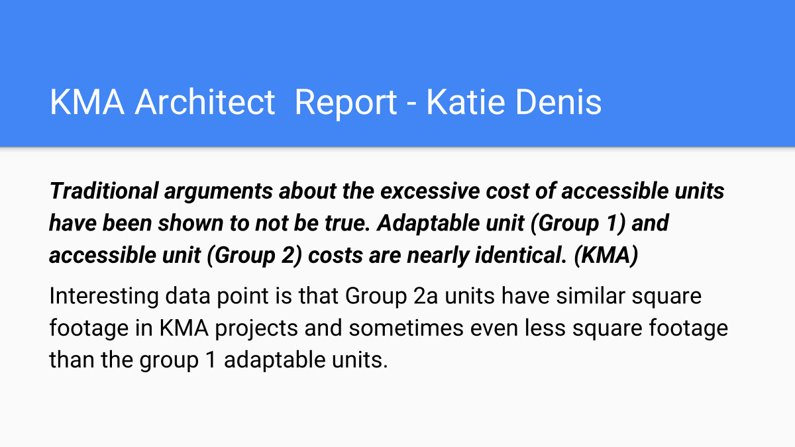 KMA Architect  Report - Katie Denis
Traditional arguments about the excessive cost of accessible units
have been shown to not be true. Adaptable unit (Group 1) and
accessible unit (Group 2) costs are nearly identical. (KMA)
Interesting data point is that Group 2a units have similar square
footage in KMA projects and sometimes even less square footage
than the group 1 adaptable units.